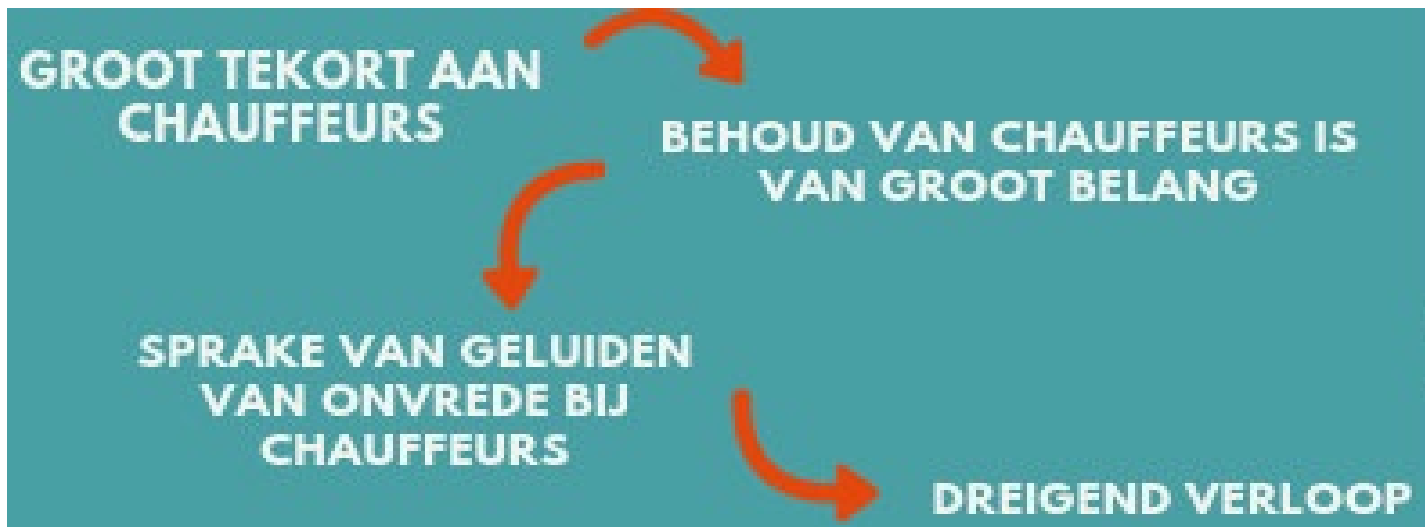 GROOT TEKORT AAN
CHAUFFEURS
BEHOUD VAN CHAUFFEURS IS
VAN GROOT BELANG
SPRAKE VAN GELUIDEN
VAN ONVREDE BIJ
CHAUFFEURS
DREIGEND VERLOOP